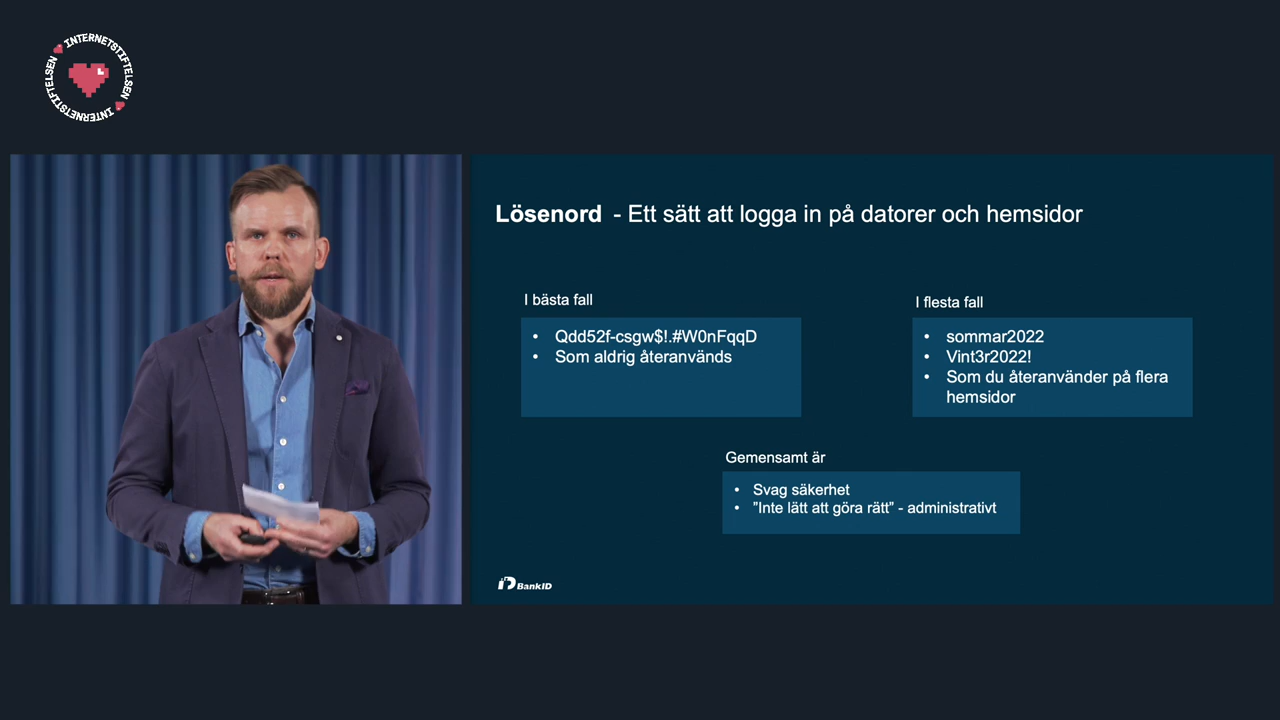 INTERNETSTIFTELSEN
INTERNETSTIFTELSEN
Lösenord - Ett sätt att logga in på datorer och hemsidor
I bästa fall
• Qdd52f-csgw$!.#W0nFqqD
• Som aldrig återanvänds
I flesta fall
• sommar2022
• Vint3r2022!
• Som du återanvänder på flera
hemsidor
Gemensamt är
• Svag säkerhet
• ”Inte lätt att göra rätt” - administrativt
BankID